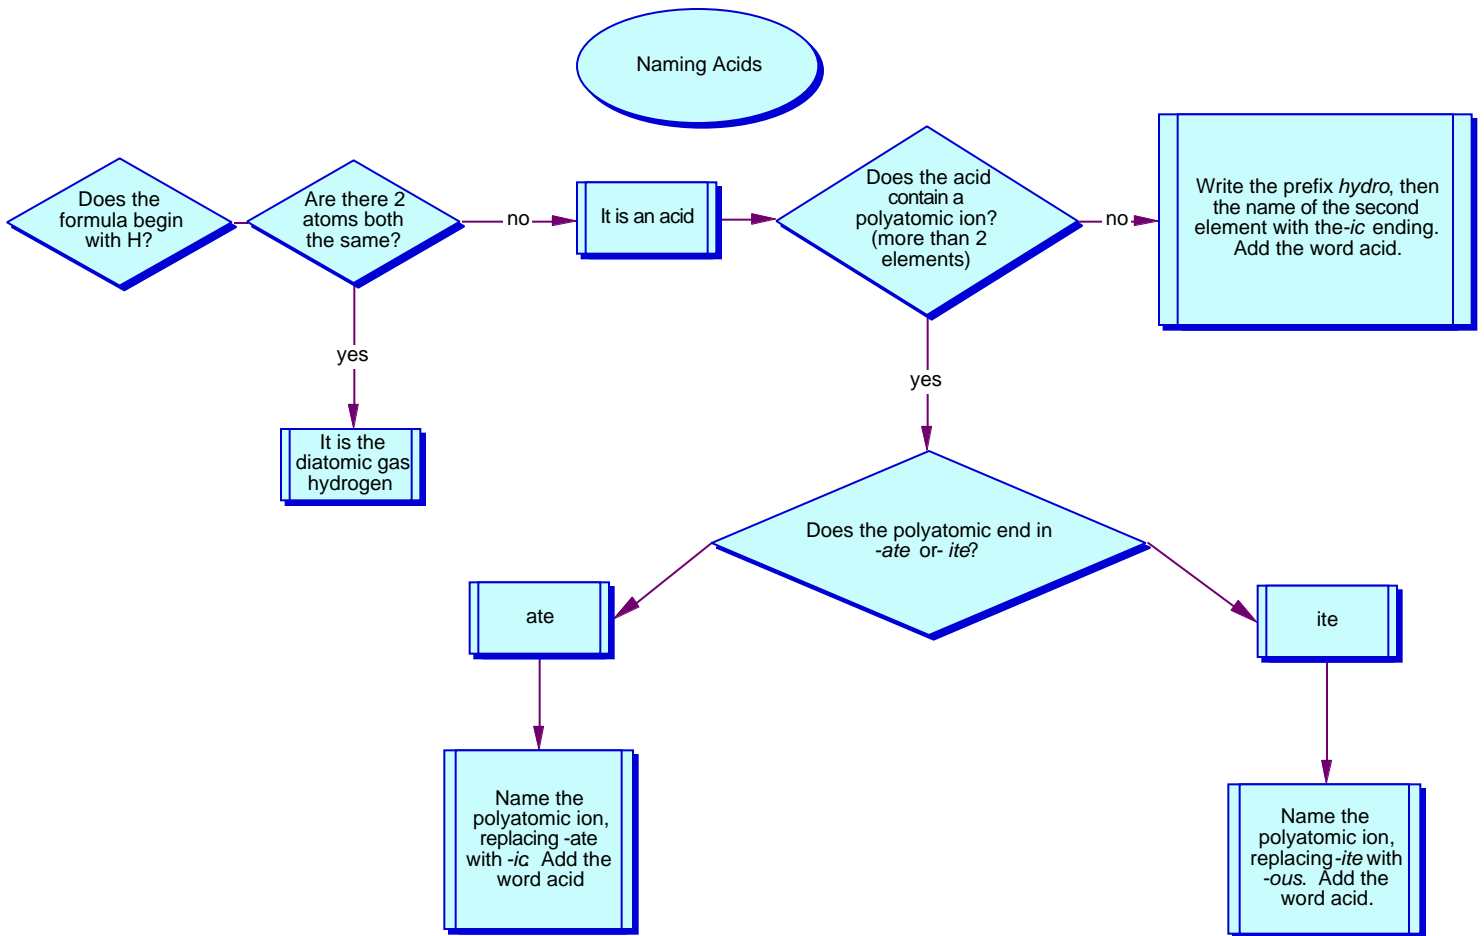 Naming Acids
Does the
formula begin
with H?
Are there 2
atoms both
the same?
no
It is an acid
Does the acid
contain a
polyatomic ion?
(more than 2
elements)
no
Write the prefix hydro, then
the name of the second
element with the-ic ending.
Add the word acid.
yes
It is the
diatomic gas
hydrogen
yes
Does the polyatomic end in
-ate or- ite?
ate
ite
Name the
polyatomic ion,
replacing -ate
with -ic. Add the
word acid
Name the
polyatomic ion,
replacing-ite with
-ous. Add the
word acid.